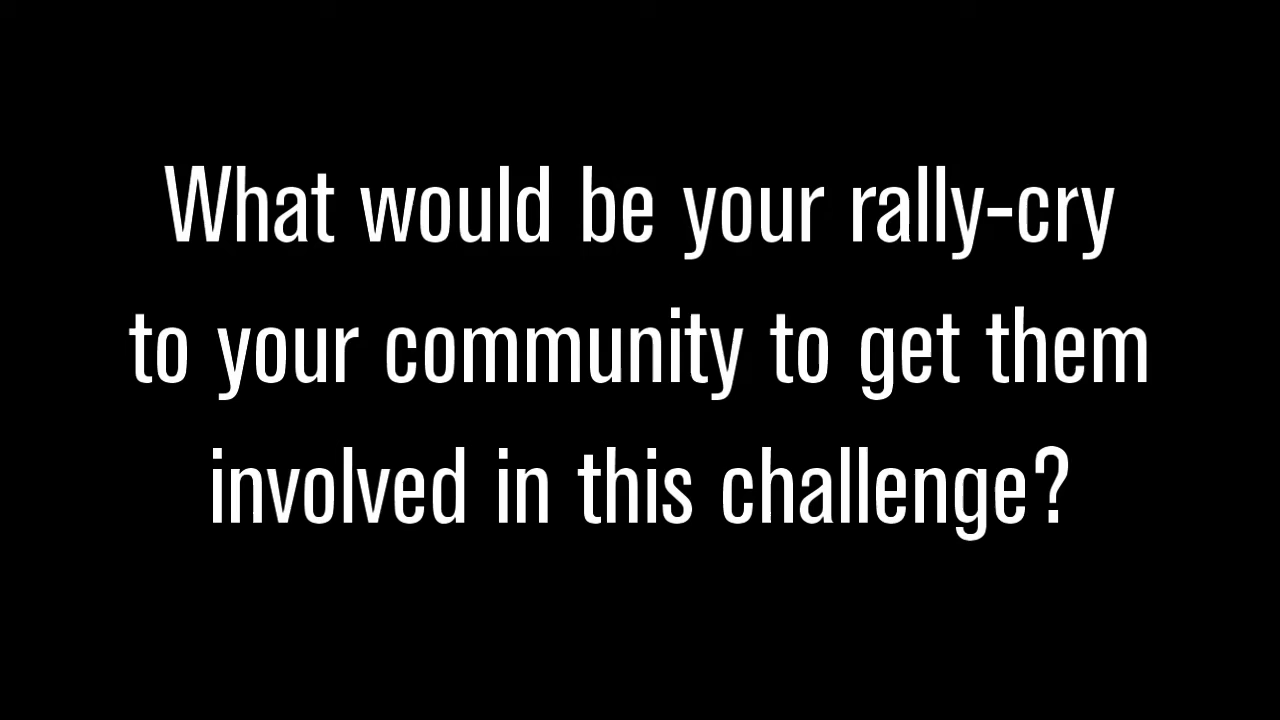 What would be your rally-cry
to your community to get them
involved in this challenge?